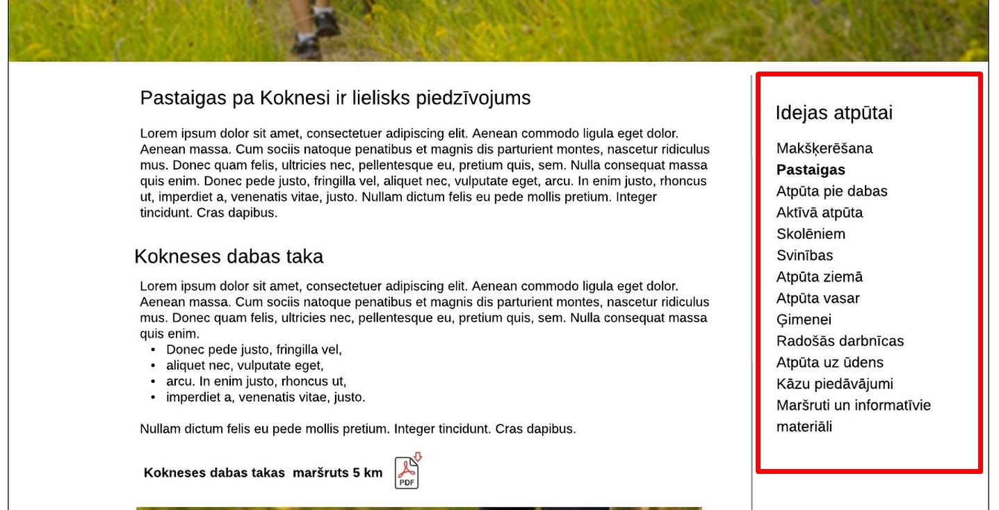 Pastaigas pa Koknesi ir lielisks piedzīvojums
Lorem ipsum dolor sit amet, consectetuer adipiscing elit. Aenean commodo ligula eget dolor.
Aenean massa. Cum sociis natoque penatibus et magnis dis parturient montes, nascetur ridiculus
mus. Donec quam felis, ultricies nec, pellentesque eu, pretium quis, sem. Nulla consequat massa
quis enim. Donec pede justo, fringilla vel, aliquet nec, vulputate eget, arcu. In enim justo, rhoncus
ut, imperdiet a, venenatis vitae, justo. Nullam dictum felis eu pede mollis pretium. Integer
tincidunt. Cras dapibus.
Kokneses dabas taka
Lorem ipsum dolor sit amet, consectetuer adipiscing elit. Aenean commodo ligula eget dolor.
Aenean massa. Cum sociis natoque penatibus et magnis dis parturient montes, nascetur ridiculus
mus. Donec quam felis, ultricies nec, pellentesque eu, pretium quis, sem. Nulla consequat massa
quis enim.
• Donec pede justo, fringilla vel,
• aliquet nec, vulputate eget,
• arcu. In enim justo, rhoncus ut,
• imperdiet a, venenatis vitae, justo.
Nullam dictum felis eu pede mollis pretium. Integer tincidunt. Cras dapibus.
Kokneses dabas takas maršruts 5 km
PDF
Idejas atpūtai
Makšķerēšana
Pastaigas
Atpūta pie dabas
Aktīvā atpūta
Skolēniem
Svinības
Atpūta ziemā
Atpūta vasar
Ģimenei
Radošās darbnīcas
Atpūta uz ūdens
Kāzu piedāvājumi
Maršruti un informatīvie
materiāli